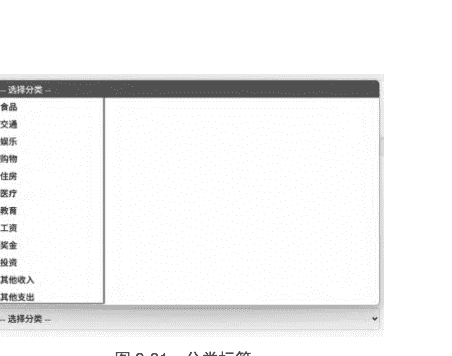 -- 选择分类 --
食品
交通
娱乐
购物
住房
医疗
教育
工资
奖金
投资
其他收入
其他支出
-- 选择分类 --